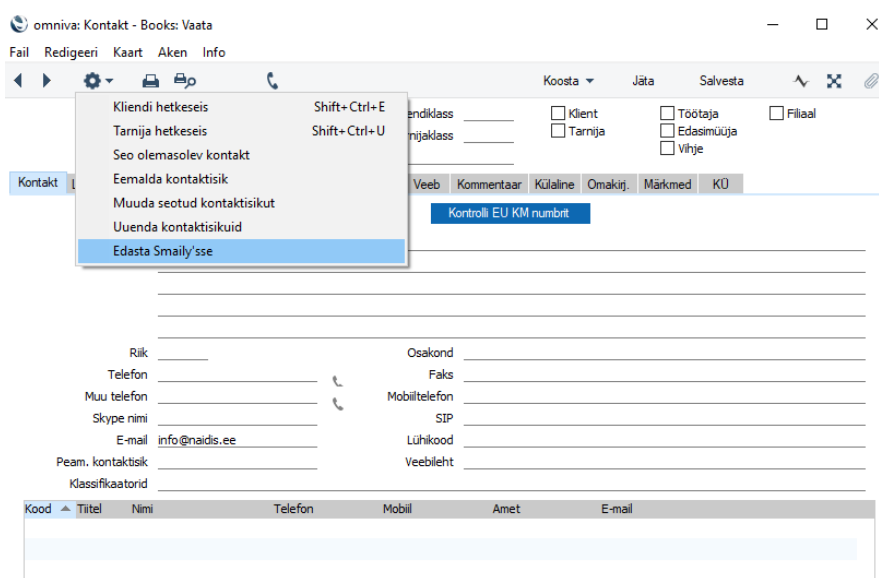 omniva: Kontakt - Books: Vaata
Fail Redigeeri Kaart Aken Info
Koosta Jäta Salvesta
Kliendi hetkeseis Shift+Ctrl+E
Tarnija hetkeseis Shift+Ctrl+U
Seo olemasolev kontakt
Eemalda kontaktisik
Muuda seotud kontaktisikut
Uuenda kontaktisikuid
Edasta Smaily'sse
Klient Töötaja Filiaal
Tarnija Edasimüüja
Vihje
Kontakt Veeb Kommentaar Külaline Omakirj. Märkmed KÜ
Kontrolli EU KM numbrit
Riik Osakond
Telefon Faks
Muu telefon Mobiiltelefon
Skype nimi SIP
E-mail info@naidis.ee Lühikood
Peam. kontaktisik Veebileht
Klassifikaatorid
Kood Tiitel Nimi Telefon Mobiil Amet E-mail